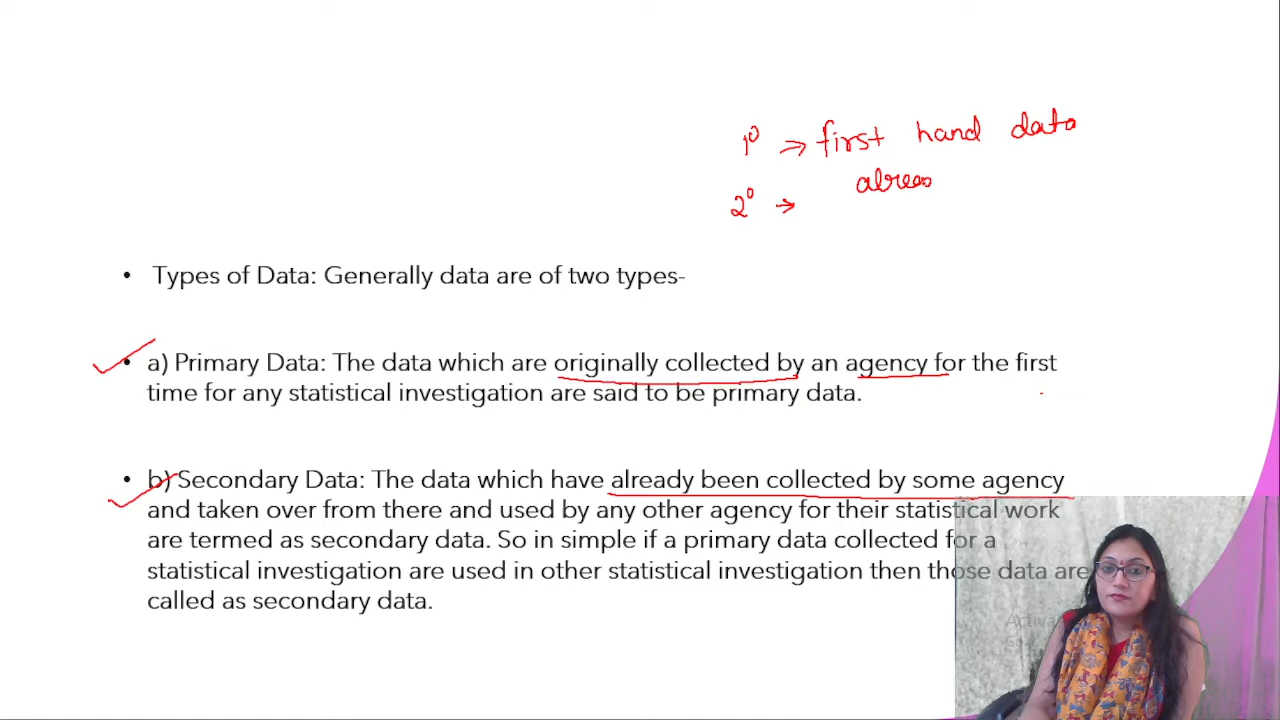 1° → first hand data
2° →
• Types of Data: Generally data are of two types-
• a) Primary Data: The data which are originally collected by an agency for the first
time for any statistical investigation are said to be primary data.
• b) Secondary Data: The data which have already been collected by some agency
and taken over from there and used by any other agency for their statistical work
are termed as secondary data. So in simple if a primary data collected for a
statistical investigation are used in other statistical investigation then those data are
called as secondary data.
Activa